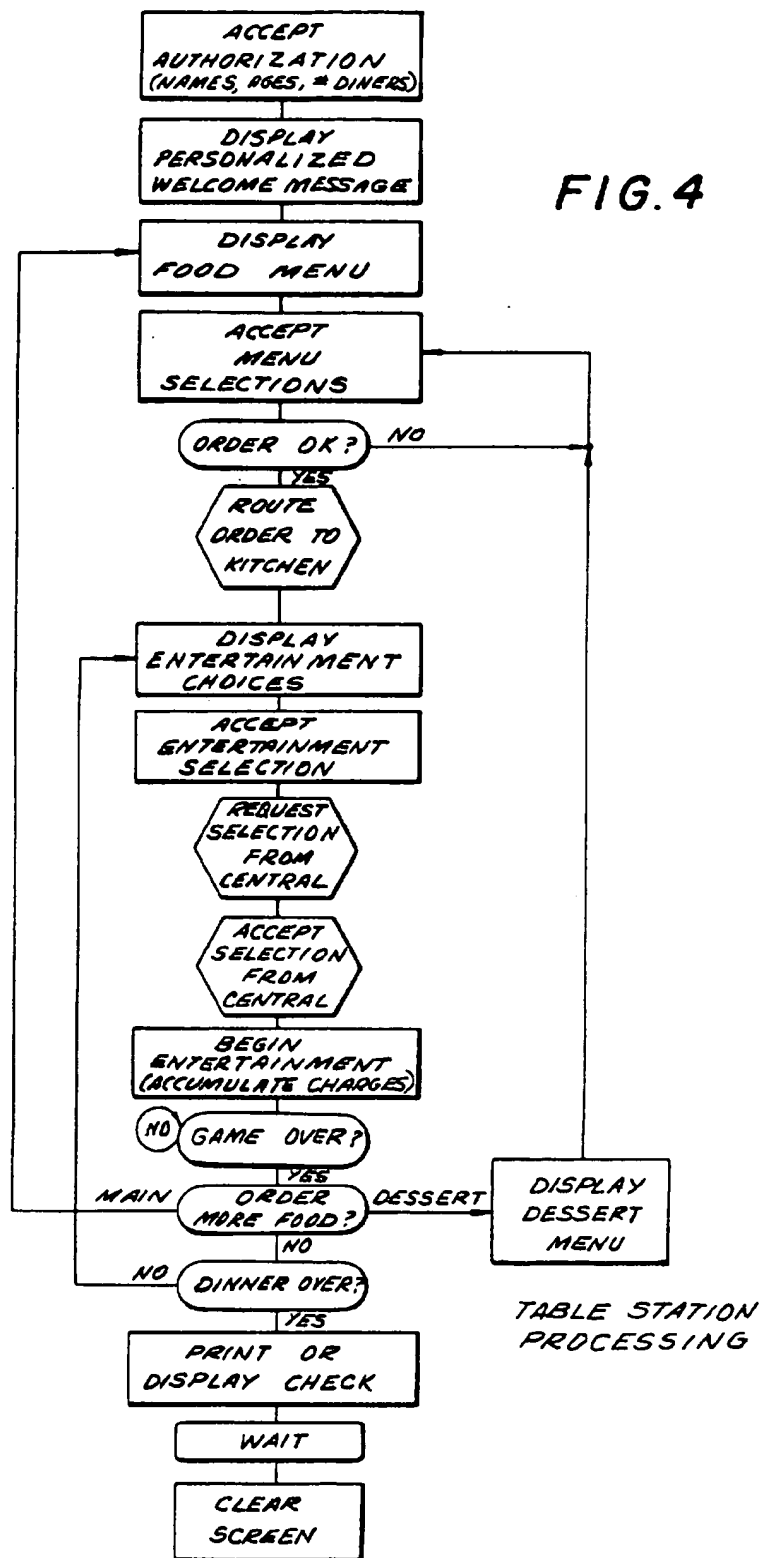 ACCEPT
AUTHORIZATION
(NAMES, AGES, # DINERS)
DISPLAY
PERSONALIZED
WELCOME MESSAGE
FIG. 4
DISPLAY
FOOD MENU
ACCEPT
MENU
SELECTIONS
ORDER OK?
NO
YES
ROUTE
ORDER TO
KITCHEN
DISPLAY
ENTERTAINMENT
CHOICES
ACCEPT
ENTERTAINMENT
SELECTION
REQUEST
SELECTION
FROM
CENTRAL
ACCEPT
SELECTION
FROM
CENTRAL
BEGIN
ENTERTAINMENT
(ACCUMULATE CHARGES)
NO
GAME OVER?
YES
MAIN
ORDER
MORE FOOD?
DESSERT
DISPLAY
DESSERT
MENU
NO
NO
DINNER OVER?
YES
TABLE STATION
PROCESSING
PRINT OR
DISPLAY CHECK
WAIT
CLEAR
SCREEN